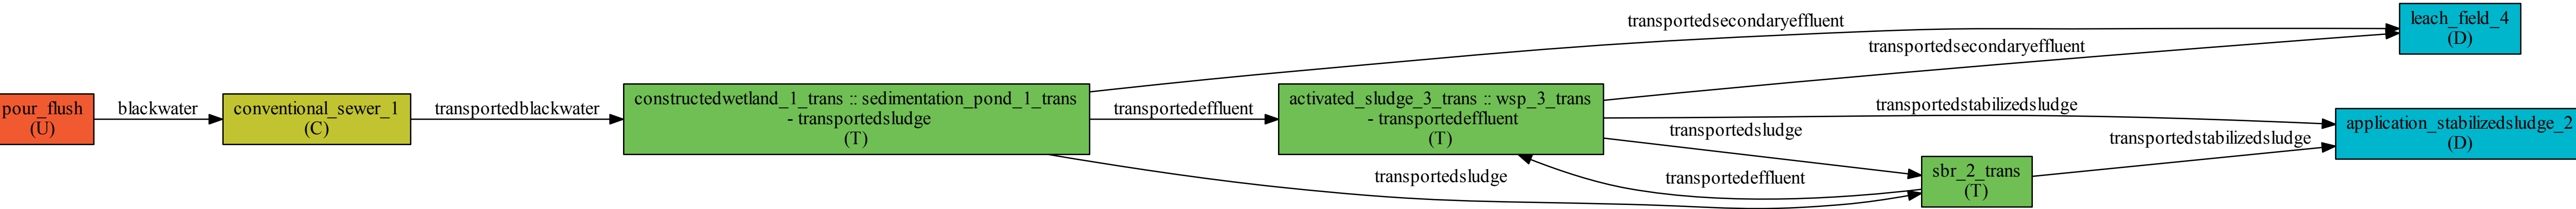 pour_flush
(U)
blackwater
conventional_sewer_1
(C)
transportedblackwater
constructedwetland_1_trans :: sedimentation_pond_1_trans
- transportedsludge
(T)
transportedeffluent
activated_sludge_3_trans :: wsp_3_trans
- transportedeffluent
(T)
transportedsecondaryeffluent
transportedsecondaryeffluent
leach_field_4
(D)
transportedstabilizedsludge
transportedsludge
transportedsludge
transportedeffluent
sbr_2_trans
(T)
transportedstabilizedsludge
application_stabilizedsludge_2
(D)